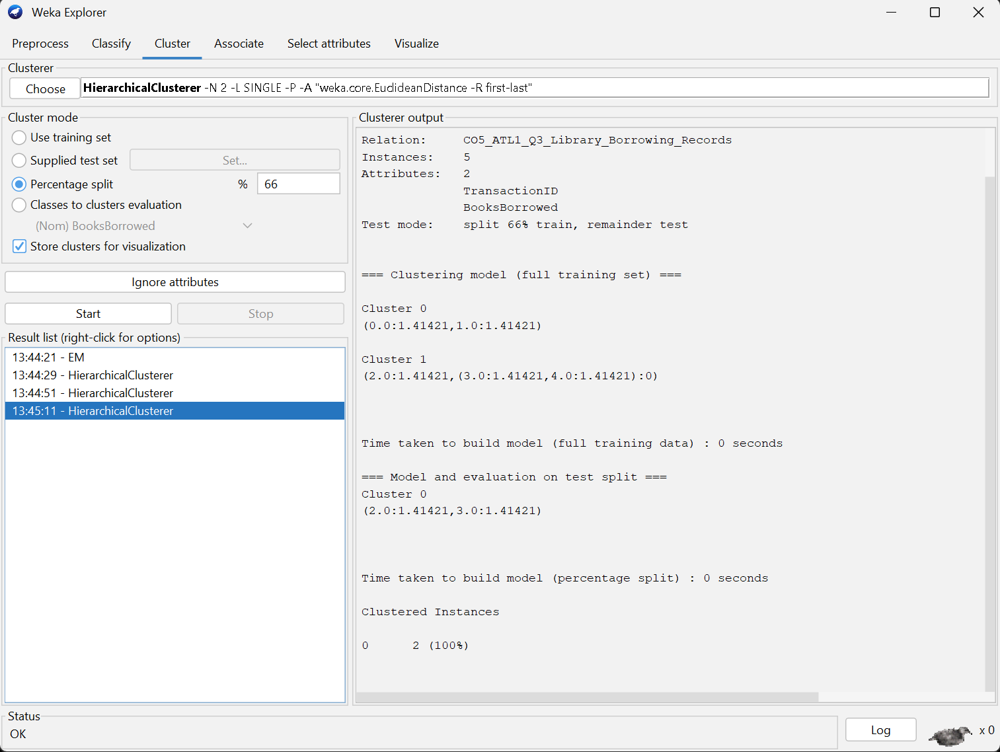 Weka Explorer
Preprocess Classify Cluster Associate Select attributes Visualize
Clusterer
Choose HierarchicalClusterer -N 2 -L SINGLE -P -A "weka.core.EuclideanDistance -R first-last"
Cluster mode
Use training set
Supplied test set Set...
Percentage split % 66
Classes to clusters evaluation
(Nom) BooksBorrowed
Store clusters for visualization
Ignore attributes
Start Stop
Result list (right-click for options)
13:44:21 - EM
13:44:29 - HierarchicalClusterer
13:44:51 - HierarchicalClusterer
13:45:11 - HierarchicalClusterer
Clusterer output
Relation: CO5_ATL1_Q3_Library_Borrowing_Records
Instances: 5
Attributes: 2
TransactionID
BooksBorrowed
Test mode: split 66% train, remainder test
=== Clustering model (full training set) ===
Cluster 0
(0.0:1.41421,1.0:1.41421)
Cluster 1
(2.0:1.41421,(3.0:1.41421,4.0:1.41421):0)
Time taken to build model (full training data) : 0 seconds
=== Model and evaluation on test split ===
Cluster 0
(2.0:1.41421,3.0:1.41421)
Time taken to build model (percentage split) : 0 seconds
Clustered Instances
0 2 (100%)
Status
OK
Log x 0